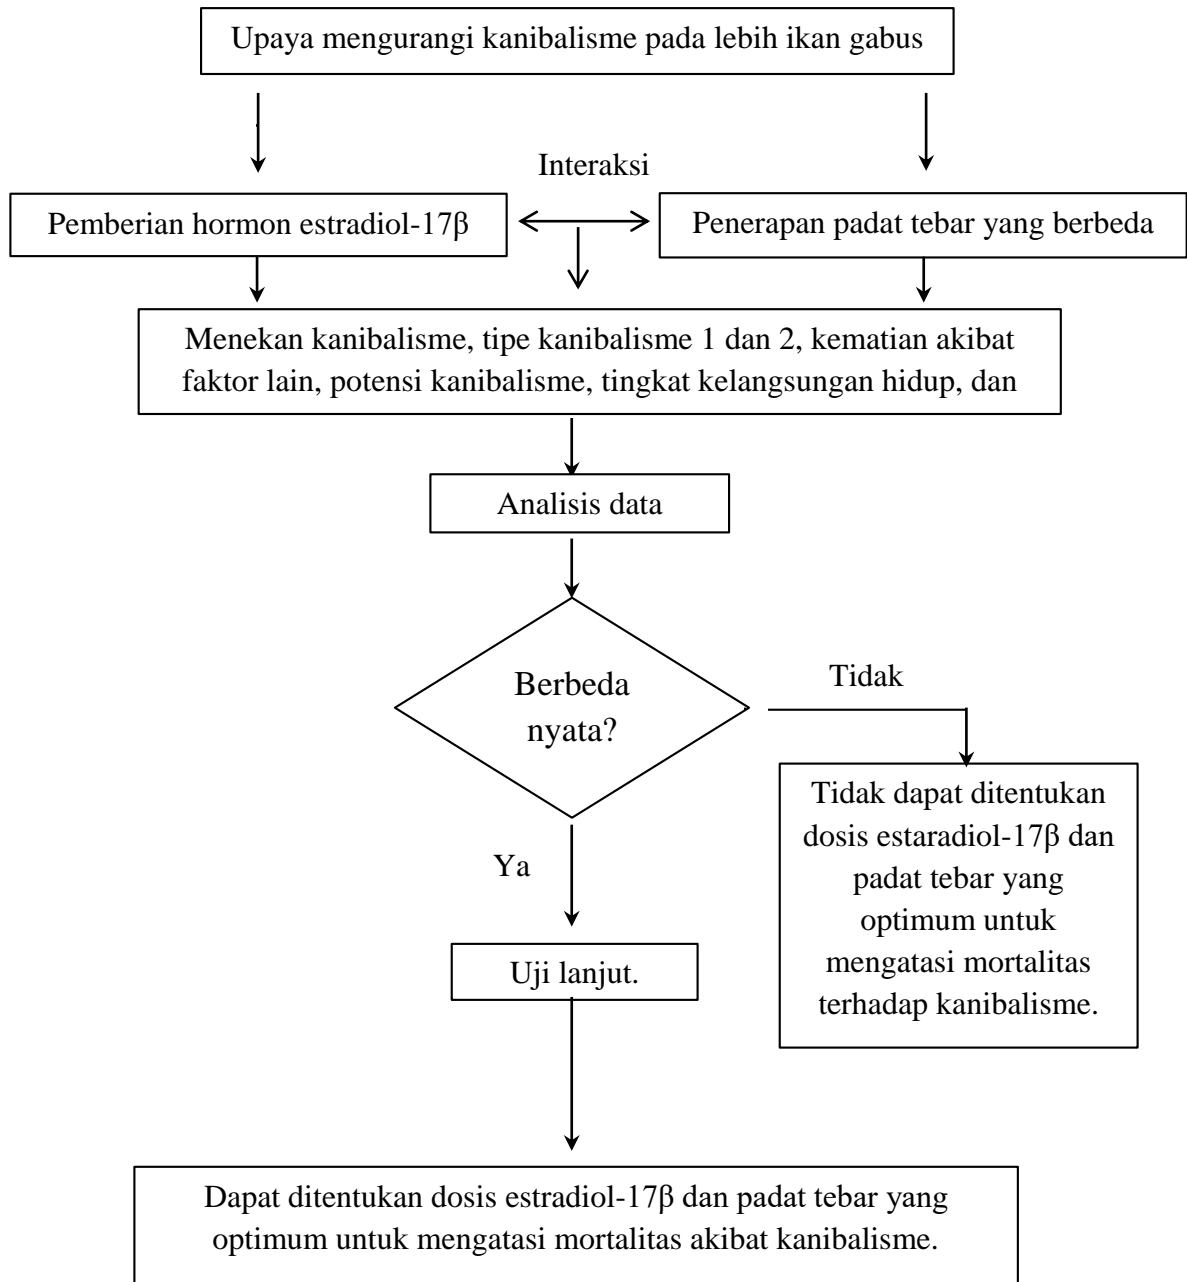 Upaya mengurangi kanibalisme pada lebih ikan gabus
Interaksi
Pemberian hormon estradiol-17β
Penerapan padat tebar yang berbeda
Menekan kanibalisme, tipe kanibalisme 1 dan 2, kematian akibat
faktor lain, potensi kanibalisme, tingkat kelangsungan hidup, dan
Analisis data
Berbeda
nyata?
Tidak
Tidak dapat ditentukan
dosis estaradiol-17β dan
padat tebar yang
optimum untuk
mengatasi mortalitas
terhadap kanibalisme.
Ya
Uji lanjut.
Dapat ditentukan dosis estradiol-17β dan padat tebar yang
optimum untuk mengatasi mortalitas akibat kanibalisme.